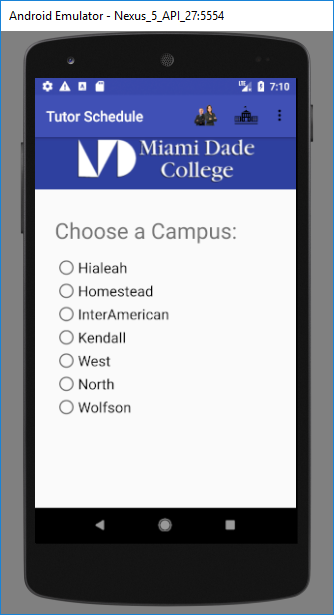 Android Emulator - Nexus_5_API_27:5554
LTE 7:10
Tutor Schedule
Miami Dade
College
Choose a Campus:
Hialeah
Homestead
InterAmerican
Kendall
West
North
Wolfson